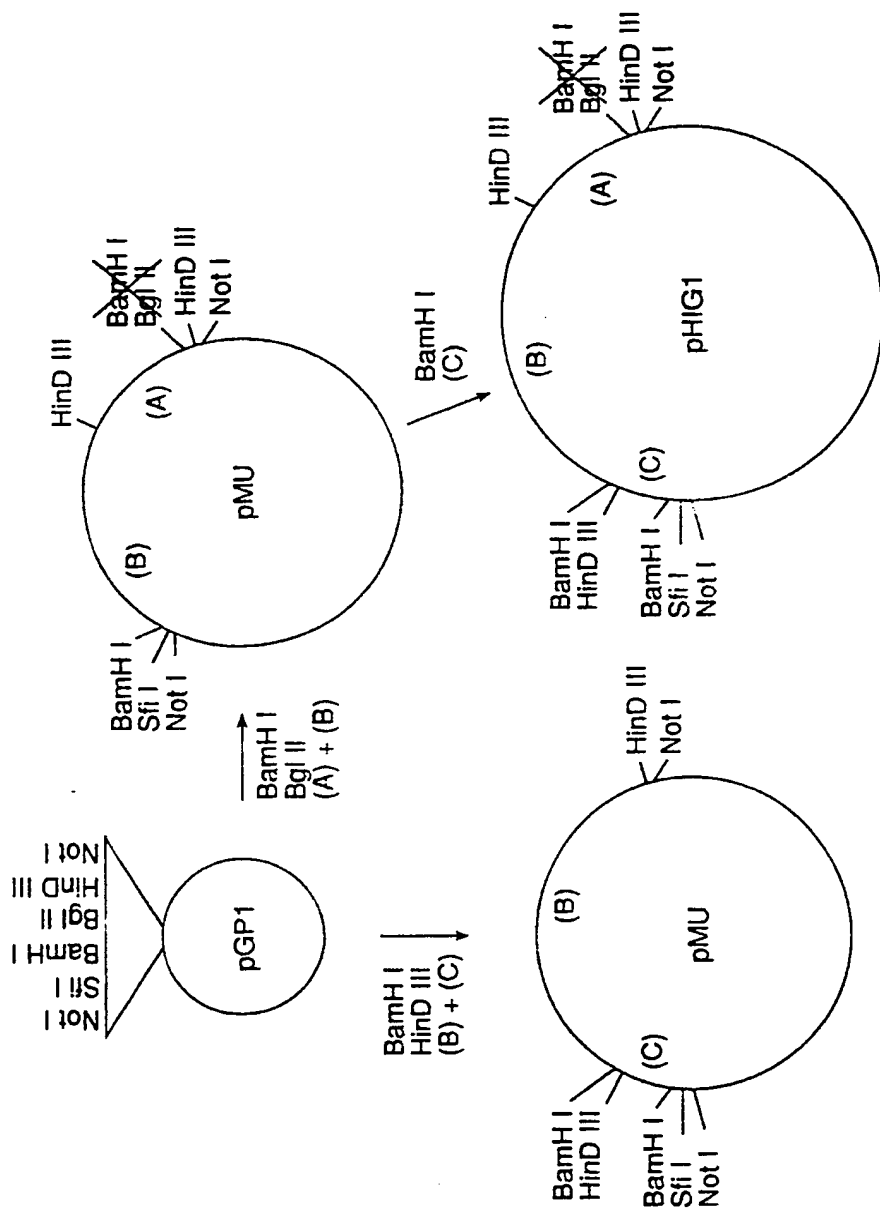 Not I
Sfi I
BamH I
Bgl II
HinD III
Not I
pGP1
BamH I
Bgl II
(A) + (B)
BamH I
Sfi I
Not I
(B)
HinD III
(A)
BamH I
Bgl II
HinD III
Not I
pMU
BamH I
HinD III
(B) + (C)
BamH I
(C)
BamH I
HinD III
BamH I
Sfi I
Not I
(C)
(B)
HinD III
Not I
pMU
BamH I
HinD III
BamH I
Sfi I
Not I
(C)
(B)
HinD III
(A)
BamH I
Bgl II
HinD III
Not I
pHIG1